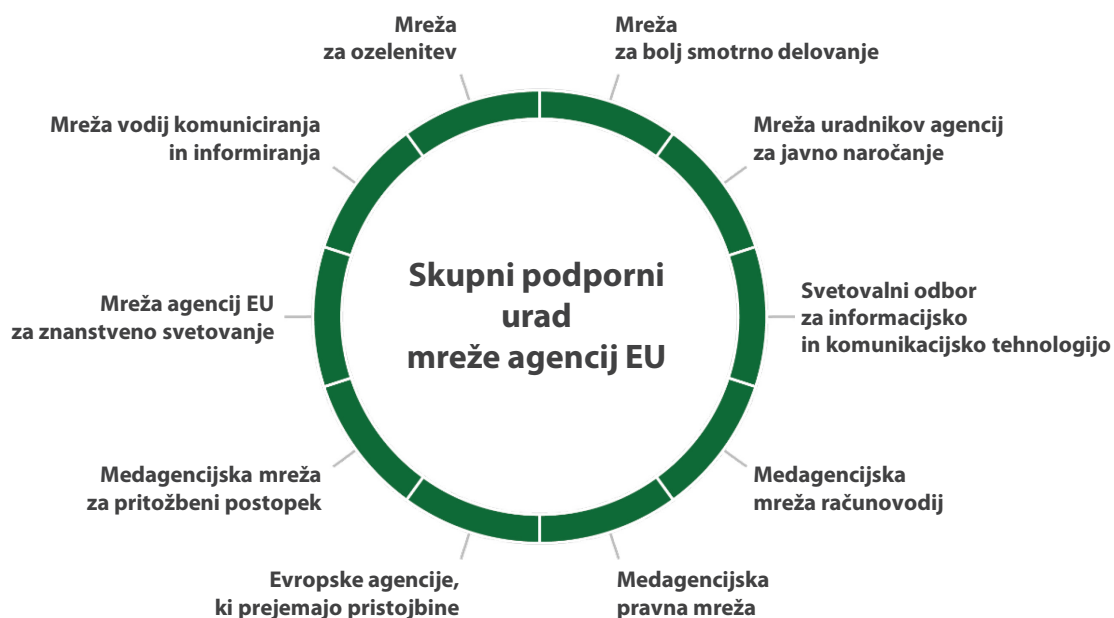 Mreža
za ozelenitev
Mreža
za bolj smotrno delovanje
Mreža vodij komuniciranja
in informiranja
Mreža uradnikov agencij
za javno naročanje
Skupni podporni
urad
mreže agencij EU
Mreža agencij EU
za znanstveno svetovanje
Svetovalni odbor
za informacijsko
in komunikacijsko tehnologijo
Medagencijska mreža
za pritožbeni postopek
Medagencijska
mreža računovodij
Evropske agencije,
ki prejemajo pristojbine
Medagencijska
pravna mreža